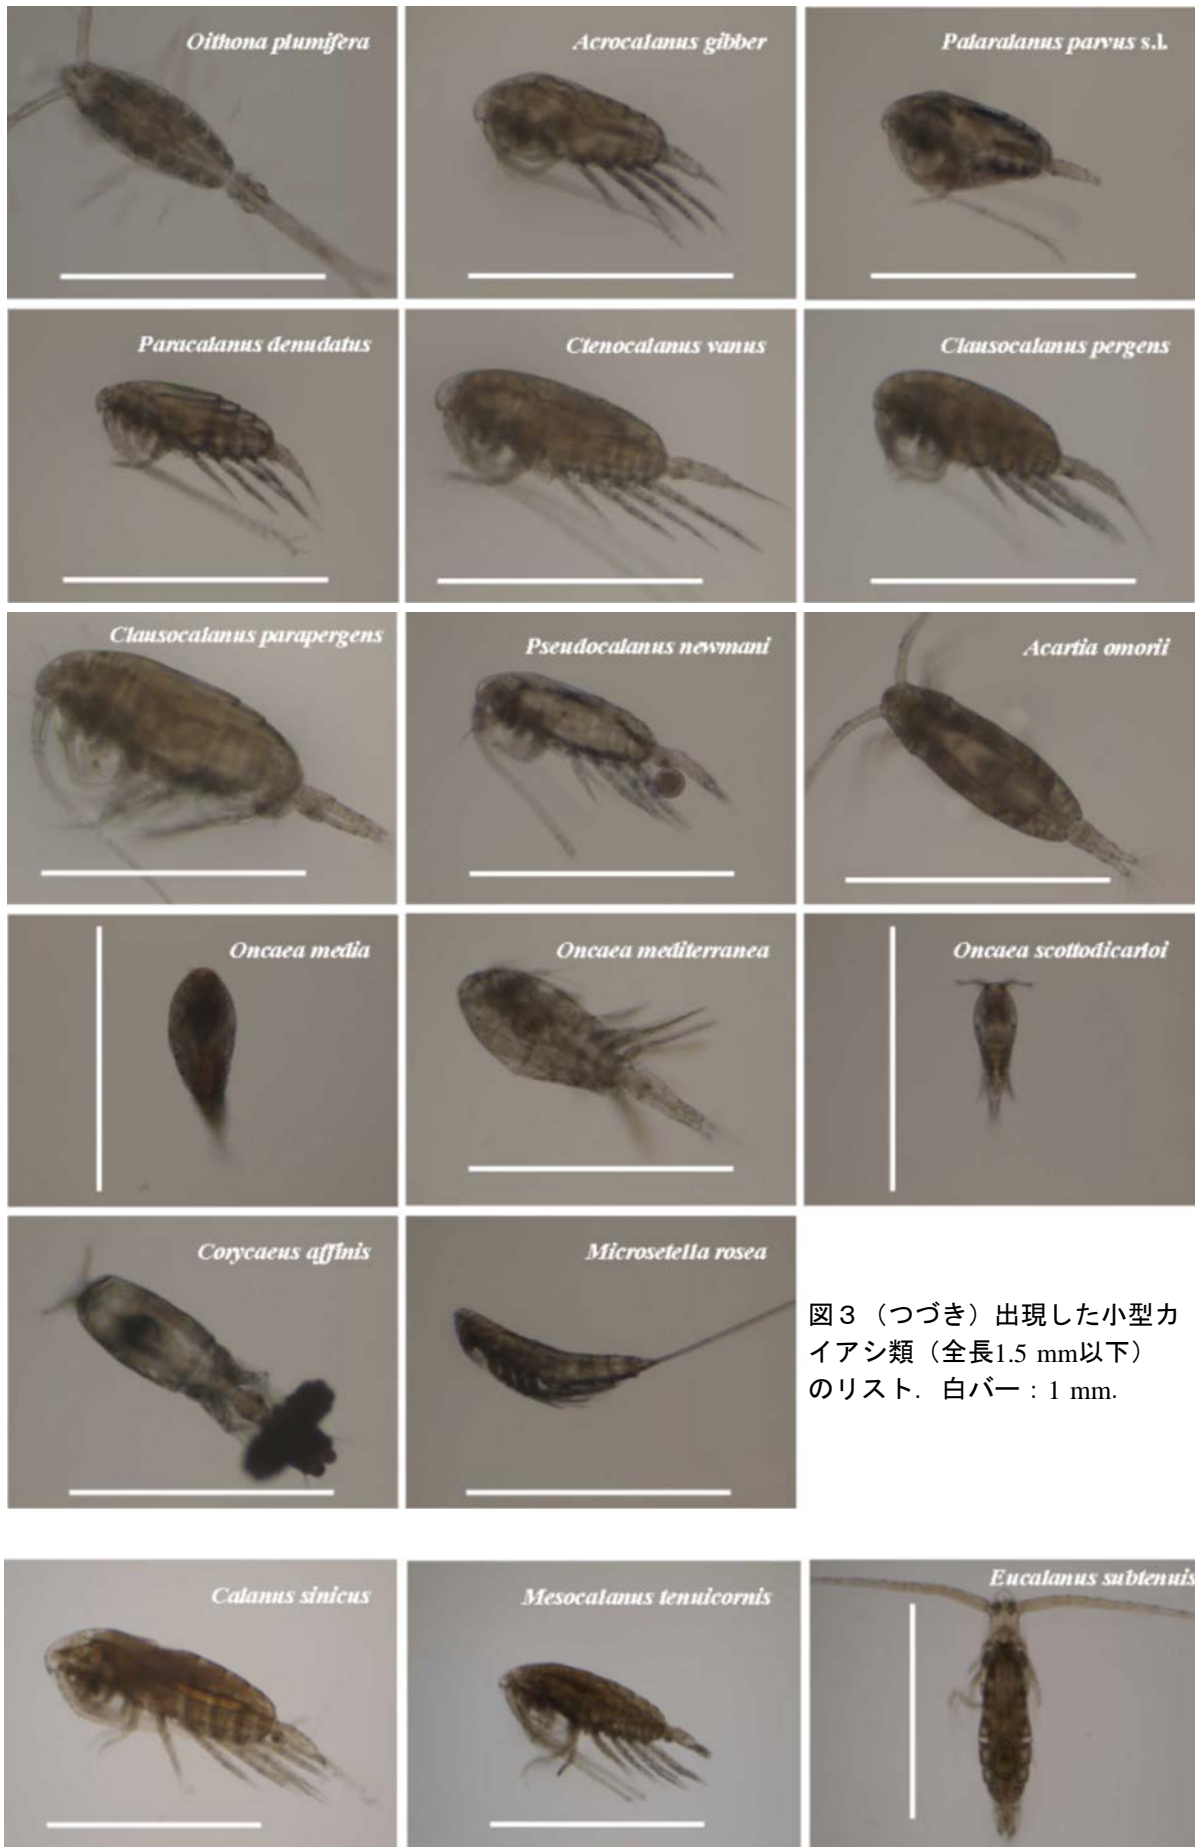 Oithona plumifera
Acrocalanus gibber
Palaralanus parvus s.l.
Paracalanus denudatus
Ctenocalanus vanus
Clausocalanus pergens
Clausocalanus parapergens
Pseudocalanus newmani
Acartia omorii
Oncaea media
Oncaea mediterranea
Oncaea scottodicarloi
Corycaeus affinis
Microsetella rosea
図３（つづき）出現した小型カ
イアシ類（全長1.5 mm以下）
のリスト．白バー：1 mm.
Calanus sinicus
Mesocalanus tenuicornis
Eucalanus subtenuis